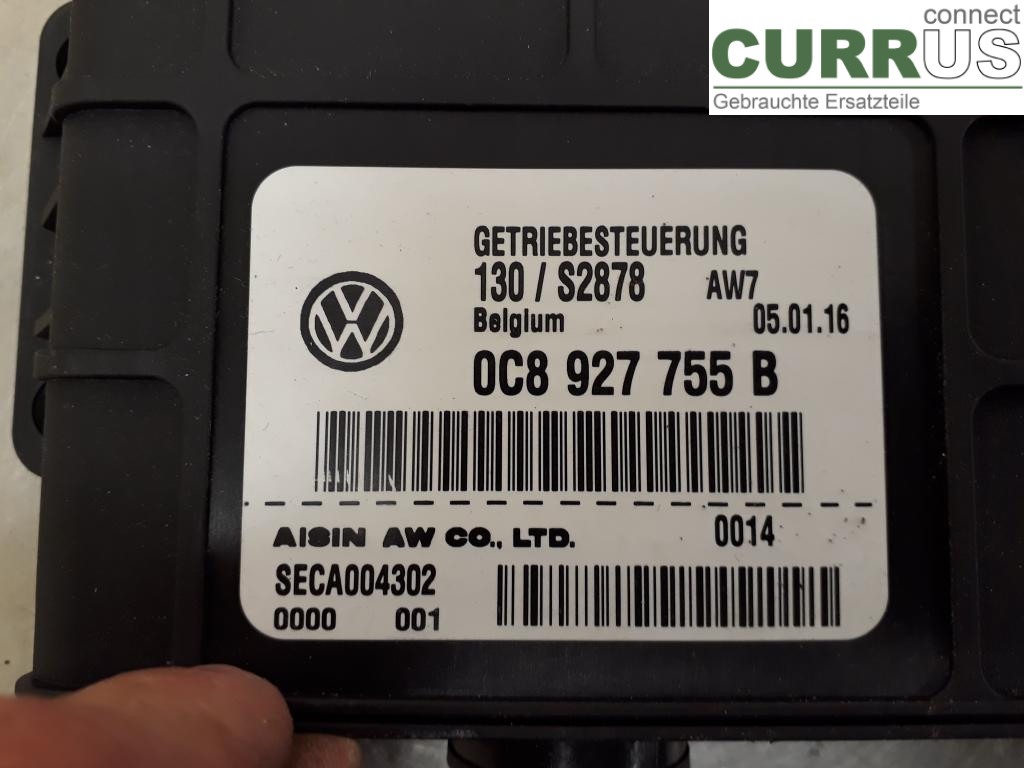 connect
CURRUS
Gebrauchte Ersatzteile
GETRIEBESTEUERUNG
130 / S2878 AW7
Belgium 05.01.16
0C8 927 755 B
AISIN AW CO., LTD. 0014
SECA004302
0000 001